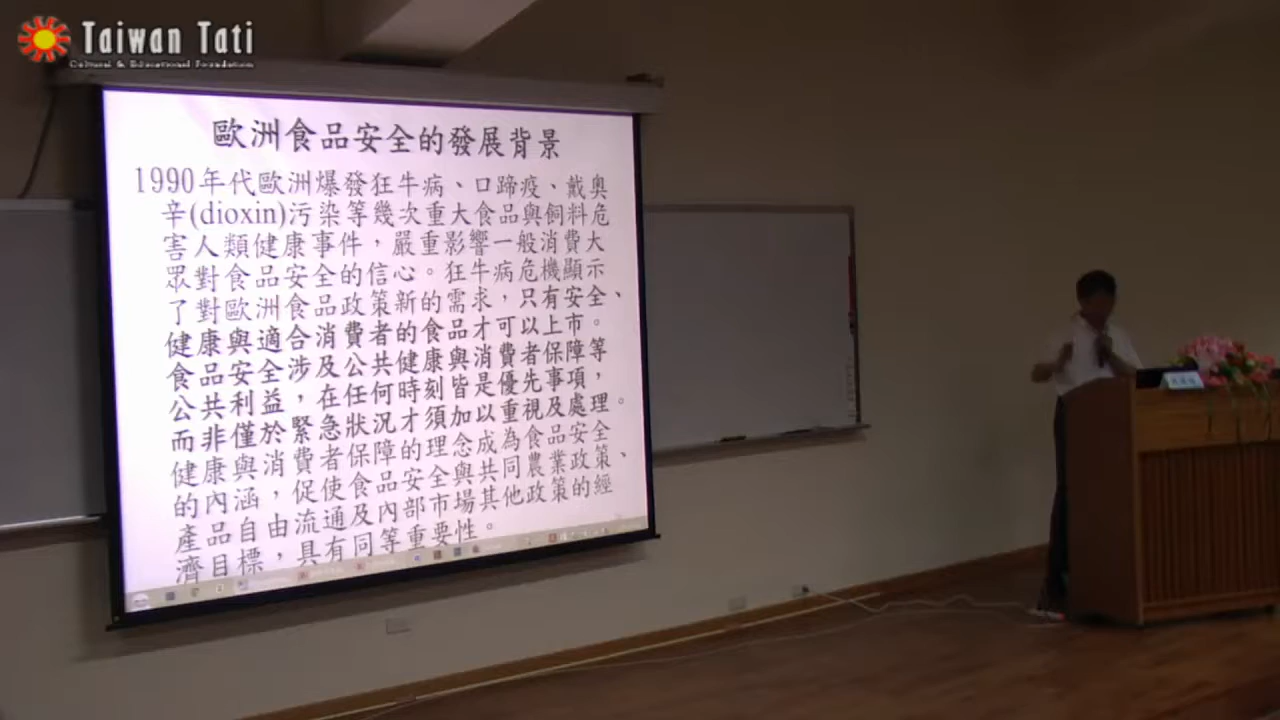 Taiwan Tati
Cultural & Educational Foundation
歐洲食品安全的發展背景
1990年代歐洲爆發狂牛病、口蹄疫、戴奧
辛(dioxin)污染等幾次重大食品與飼料危
害人類健康事件，嚴重影響一般消費大
眾對食品安全的信心。狂牛病危機顯示
了對歐洲食品政策新的需求，只有安全、
健康與適合消費者的食品才可以上市。
食品安全涉及公共健康與消費者保障等
公共利益，在任何時刻皆是優先事項，
而非僅於緊急狀況才須加以重視及處理。
健康與消費者保障的理念成為食品安全
的內涵，促使食品安全與共同農業政策、
產品自由流通及內部市場其他政策的經
濟目標，具有同等重要性。